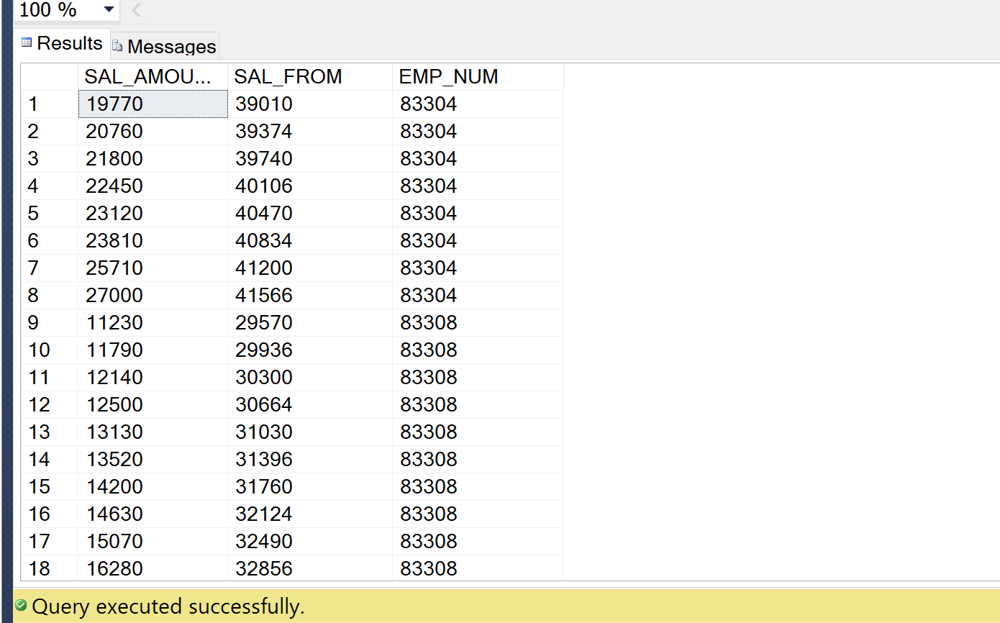 100 %
Results Messages
SAL_AMOU... SAL_FROM EMP_NUM
1 19770 39010 83304
2 20760 39374 83304
3 21800 39740 83304
4 22450 40106 83304
5 23120 40470 83304
6 23810 40834 83304
7 25710 41200 83304
8 27000 41566 83304
9 11230 29570 83308
10 11790 29936 83308
11 12140 30300 83308
12 12500 30664 83308
13 13130 31030 83308
14 13520 31396 83308
15 14200 31760 83308
16 14630 32124 83308
17 15070 32490 83308
18 16280 32856 83308
Query executed successfully.